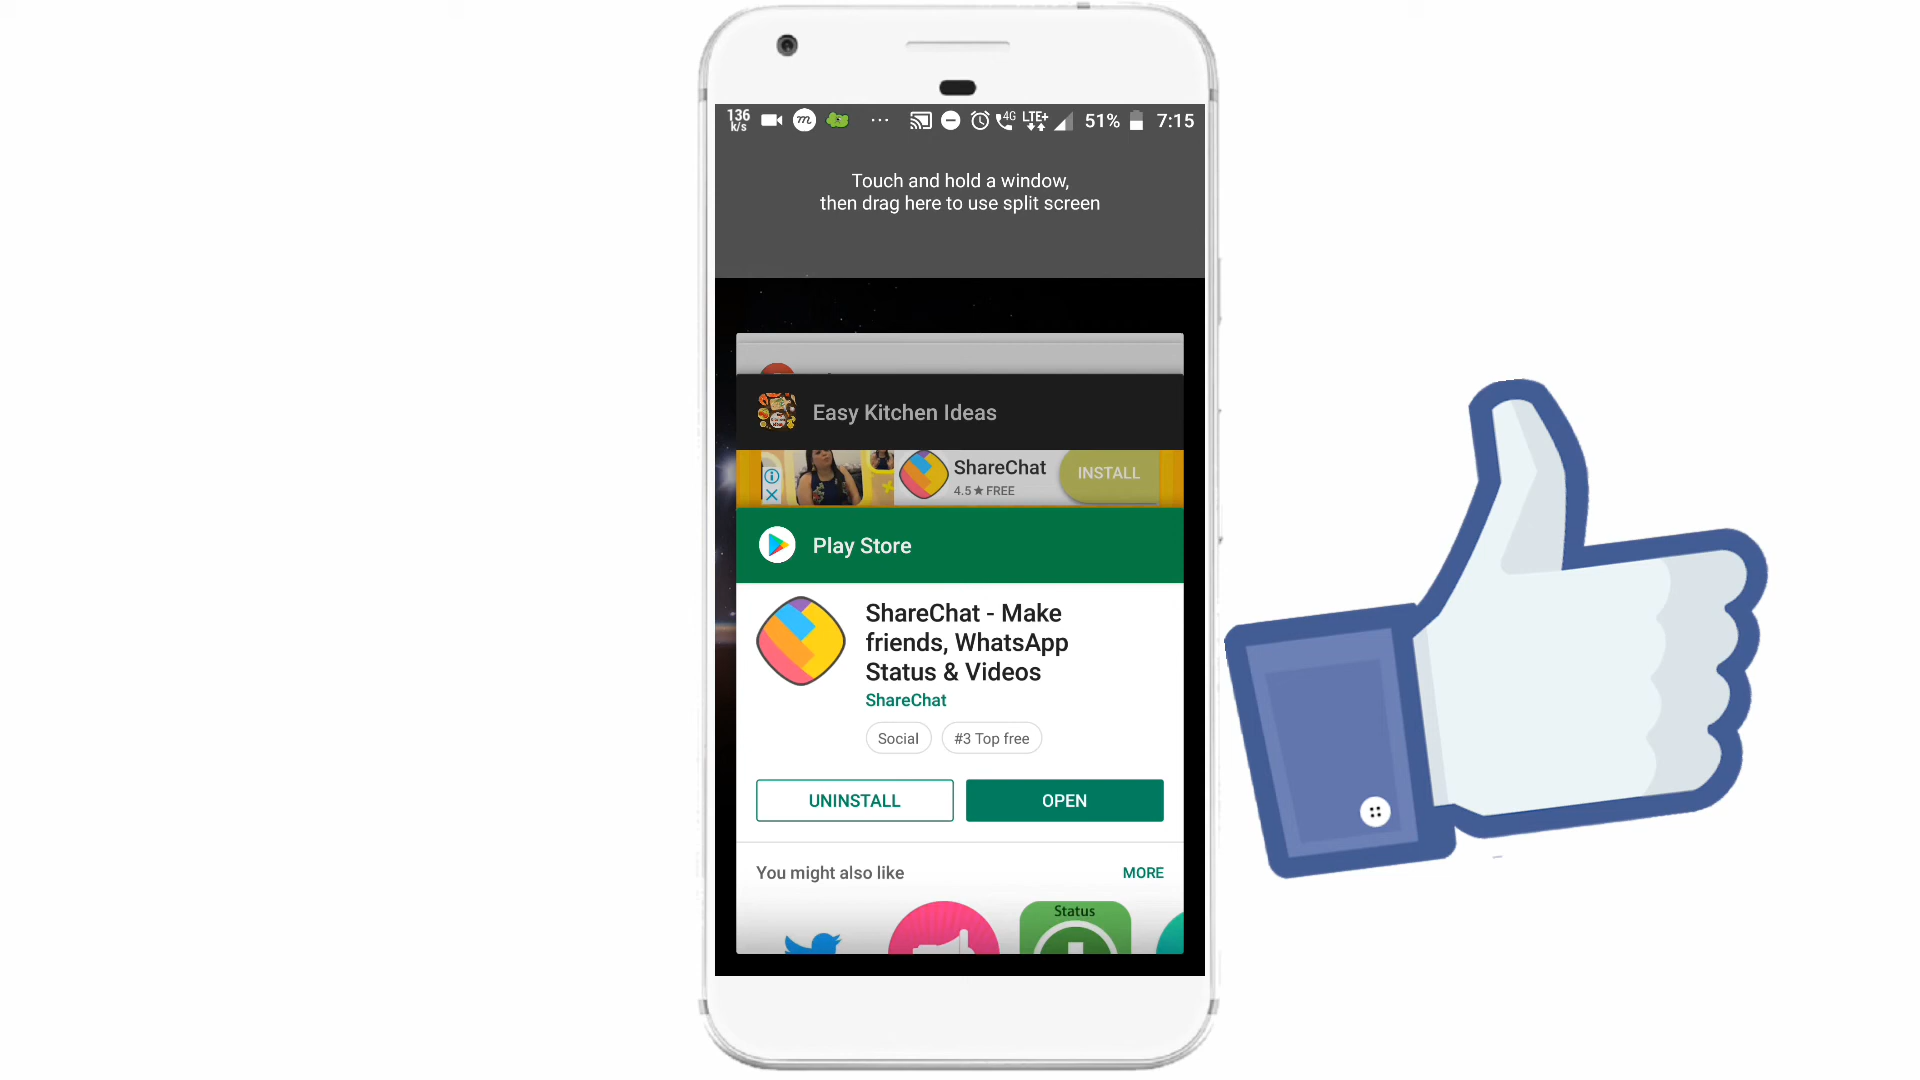 136
k/s
m
4G
LTE+
51%
7:15
Touch and hold a window,
then drag here to use split screen
Easy Kitchen Ideas
ShareChat
4.5★ FREE
INSTALL
Play Store
ShareChat - Make
friends, WhatsApp
Status & Videos
ShareChat
Social
#3 Top free
UNINSTALL
OPEN
You might also like
MORE
Status